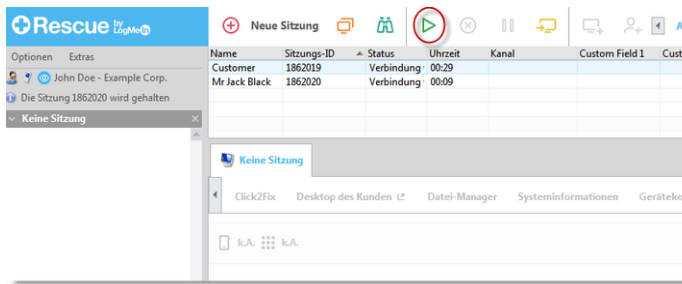 Rescue by LogMeIn
Neue Sitzung
Optionen Extras
John Doe - Example Corp.
Die Sitzung 1862020 wird gehalten
Keine Sitzung
Name Sitzungs-ID Status Uhrzeit Kanal Custom Field 1 Cust
Customer 1862019 Verbindung 00:29
Mr Jack Black 1862020 Verbindung 00:09
Keine Sitzung
Click2Fix Desktop des Kunden Datei-Manager Systeminformationen Geräteko
k.A. k.A.